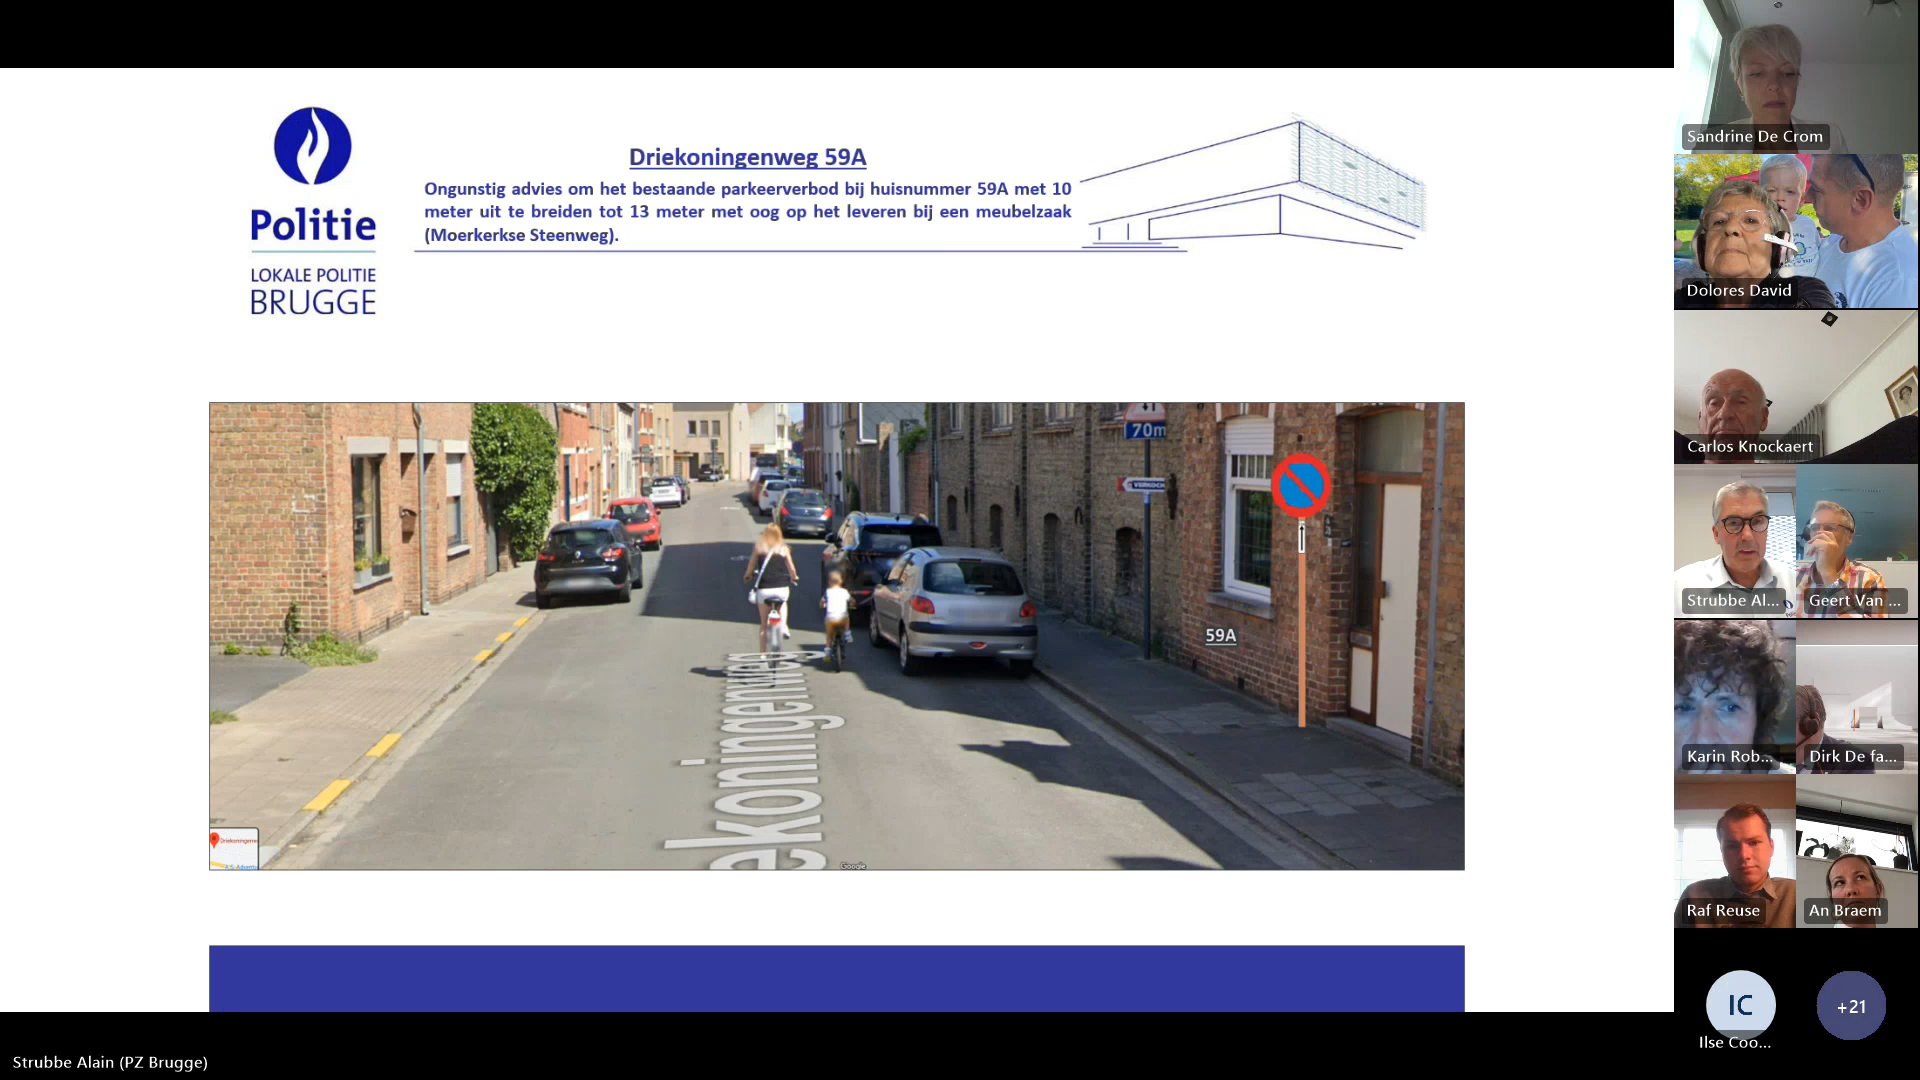 Driekoningenweg 59A
Ongunstig advies om het bestaande parkeerverbod bij huisnummer 59A met 10
meter uit te breiden tot 13 meter met oog op het leveren bij een meubelzaak
(Moerkerkse Steenweg).
Politie
LOKALE POLITIE
BRUGGE
70m
59A
ekoningenweg
Google
Sandrine De Crom
Dolores David
Carlos Knockaert
Strubbe Al...
Geert Van ...
Karin Rob...
Dirk De fa...
Raf Reuse
An Braem
IC
+21
Ilse Coo...
Strubbe Alain (PZ Brugge)